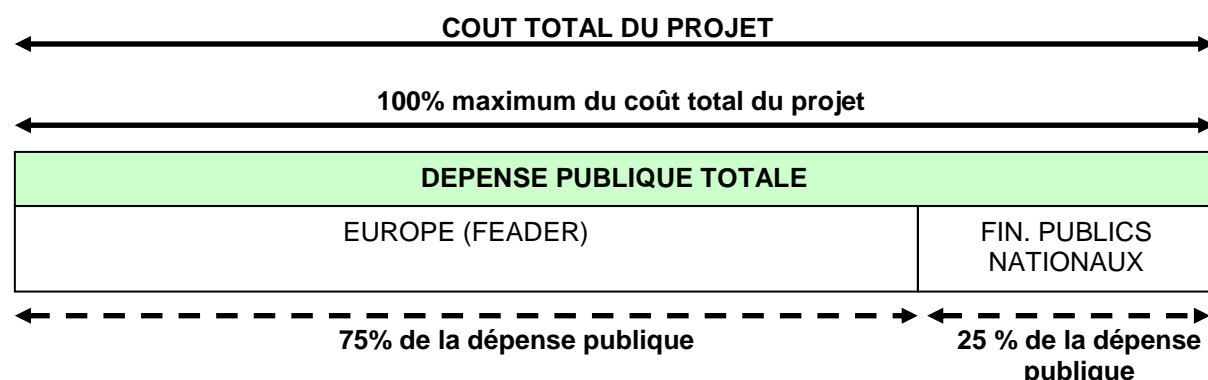 COUT TOTAL DU PROJET
100% maximum du coût total du projet
DEPENSE PUBLIQUE TOTALE
EUROPE (FEADER)
FIN. PUBLICS
NATIONAUX
75% de la dépense publique
25 % de la dépense
publique